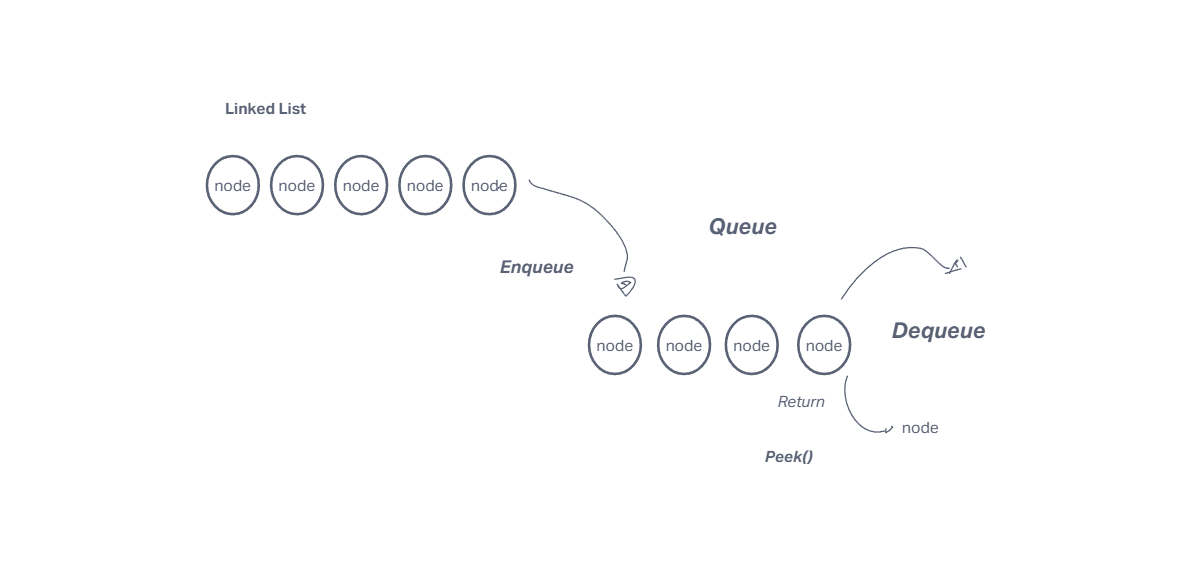 Linked List
node node node node node
Queue
Enqueue
Dequeue
node node node node
Return
node
Peek()